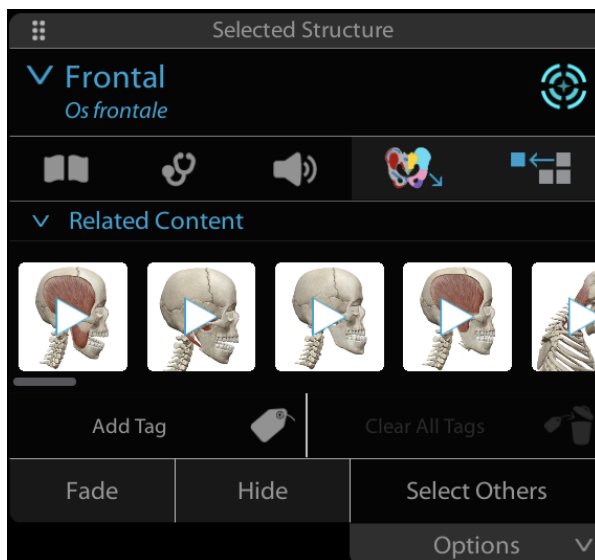 Selected Structure
Frontal
Os frontale
Related Content
Add Tag
Clear All Tags
Fade
Hide
Select Others
Options